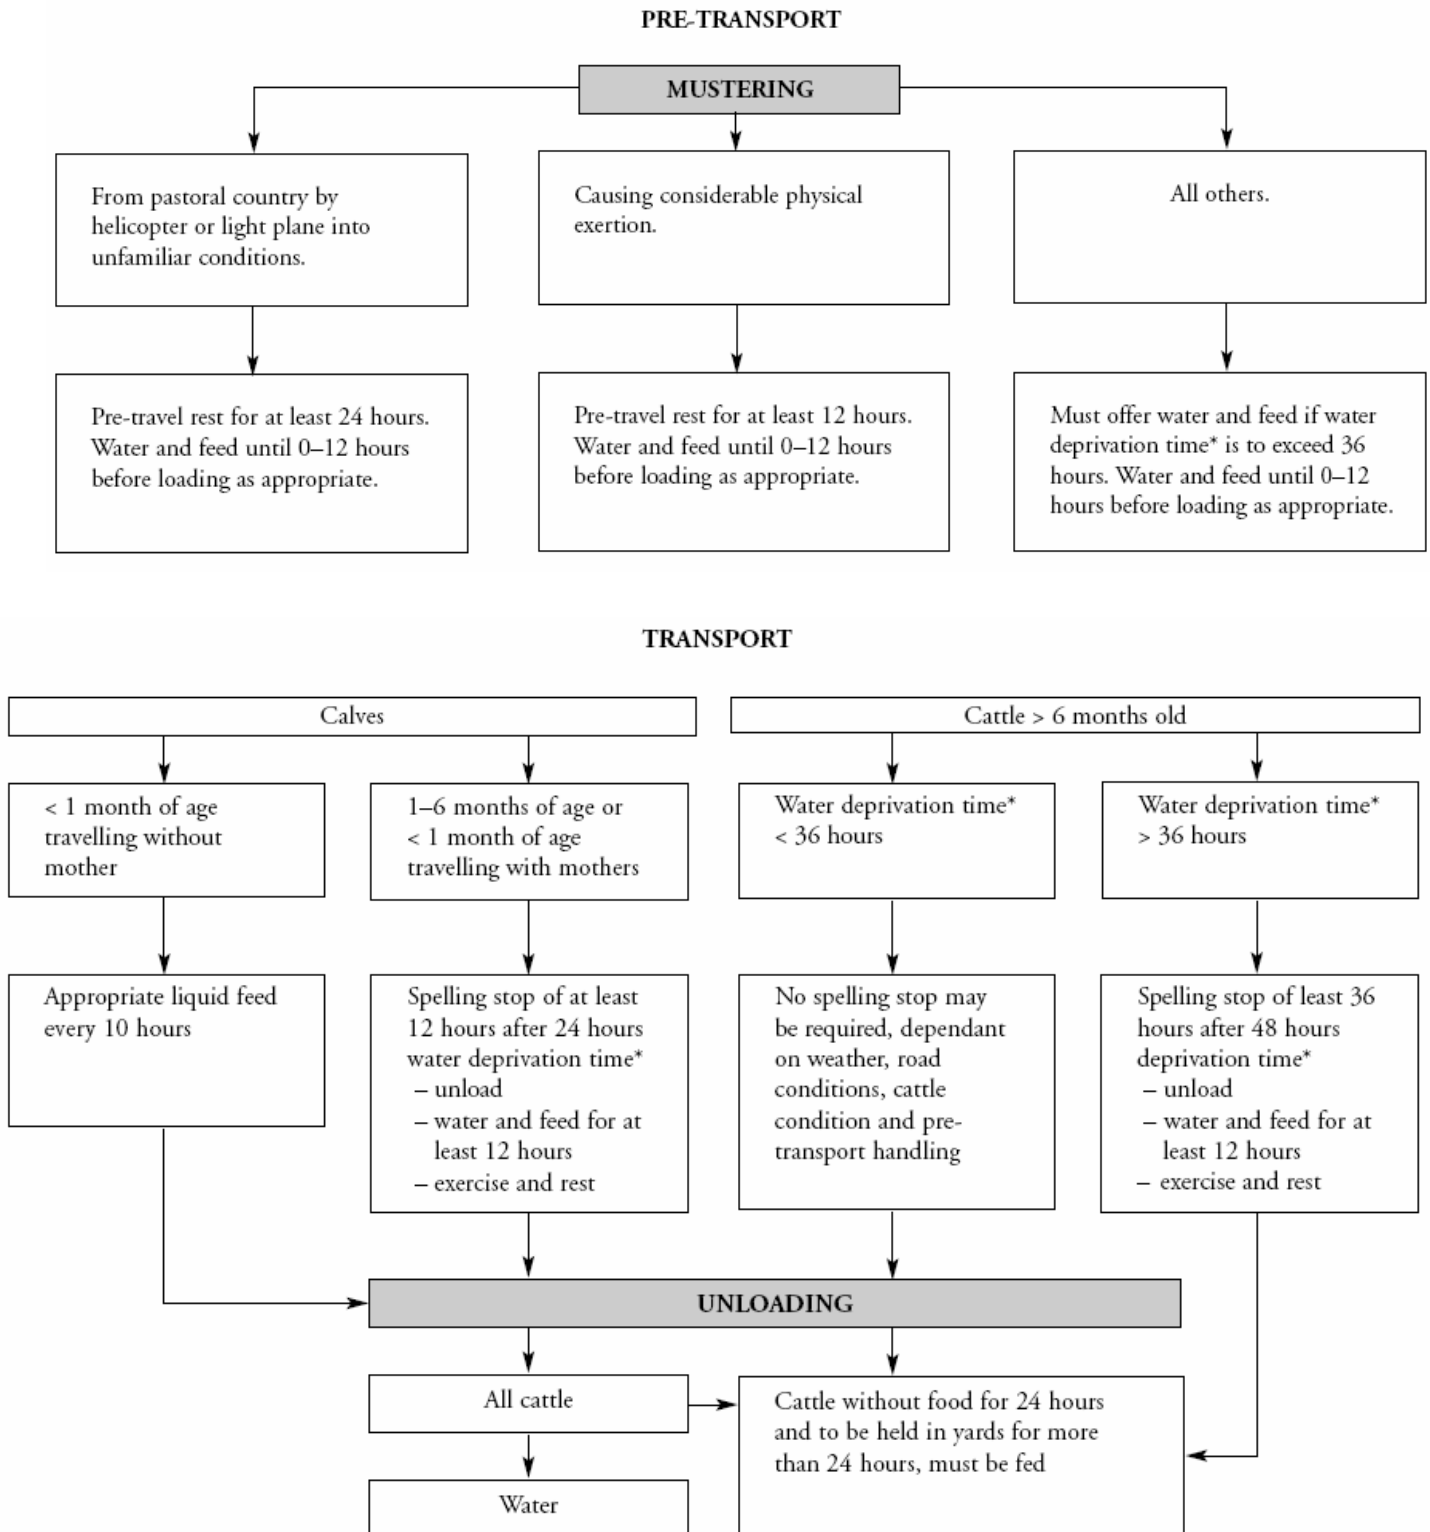 PRE-TRANSPORT
MUSTERING
From pastoral country by
helicopter or light plane into
unfamiliar conditions.
Causing considerable physical
exertion.
All others.
Pre-travel rest for at least 24 hours.
Water and feed until 0–12 hours
before loading as appropriate.
Pre-travel rest for at least 12 hours.
Water and feed until 0–12 hours
before loading as appropriate.
Must offer water and feed if water
deprivation time* is to exceed 36
hours. Water and feed until 0–12
hours before loading as appropriate.
TRANSPORT
Calves
Cattle > 6 months old
< 1 month of age
travelling without
mother
1–6 months of age or
< 1 month of age
travelling with mothers
Water deprivation time*
< 36 hours
Water deprivation time*
> 36 hours
Appropriate liquid feed
every 10 hours
Spelling stop of at least
12 hours after 24 hours
water deprivation time*
– unload
– water and feed for at
least 12 hours
– exercise and rest
No spelling stop may
be required, dependant
on weather, road
conditions, cattle
condition and pre-
transport handling
Spelling stop of least 36
hours after 48 hours
deprivation time*
– unload
– water and feed for at
least 12 hours
– exercise and rest
UNLOADING
All cattle
Cattle without food for 24 hours
and to be held in yards for more
than 24 hours, must be fed
Water